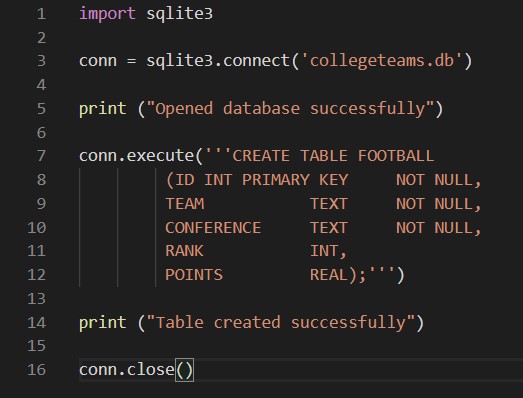 1 import sqlite3
2
3 conn = sqlite3.connect('collegeteams.db')
4
5 print ("Opened database successfully")
6
7 conn.execute('''CREATE TABLE FOOTBALL
8 (ID INT PRIMARY KEY NOT NULL,
9 TEAM TEXT NOT NULL,
10 CONFERENCE TEXT NOT NULL,
11 RANK INT,
12 POINTS REAL);''')
13
14 print ("Table created successfully")
15
16 conn.close()